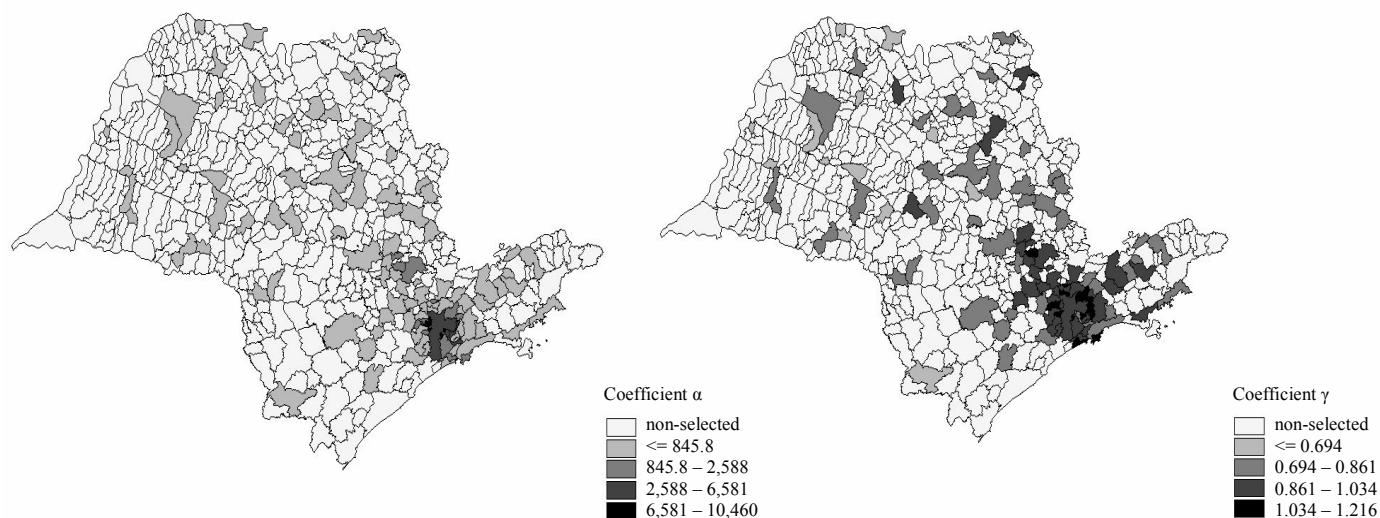 Coefficient α
non-selected
<= 845.8
845.8 – 2,588
2,588 – 6,581
6,581 – 10,460
Coefficient γ
non-selected
<= 0.694
0.694 – 0.861
0.861 – 1.034
1.034 – 1.216